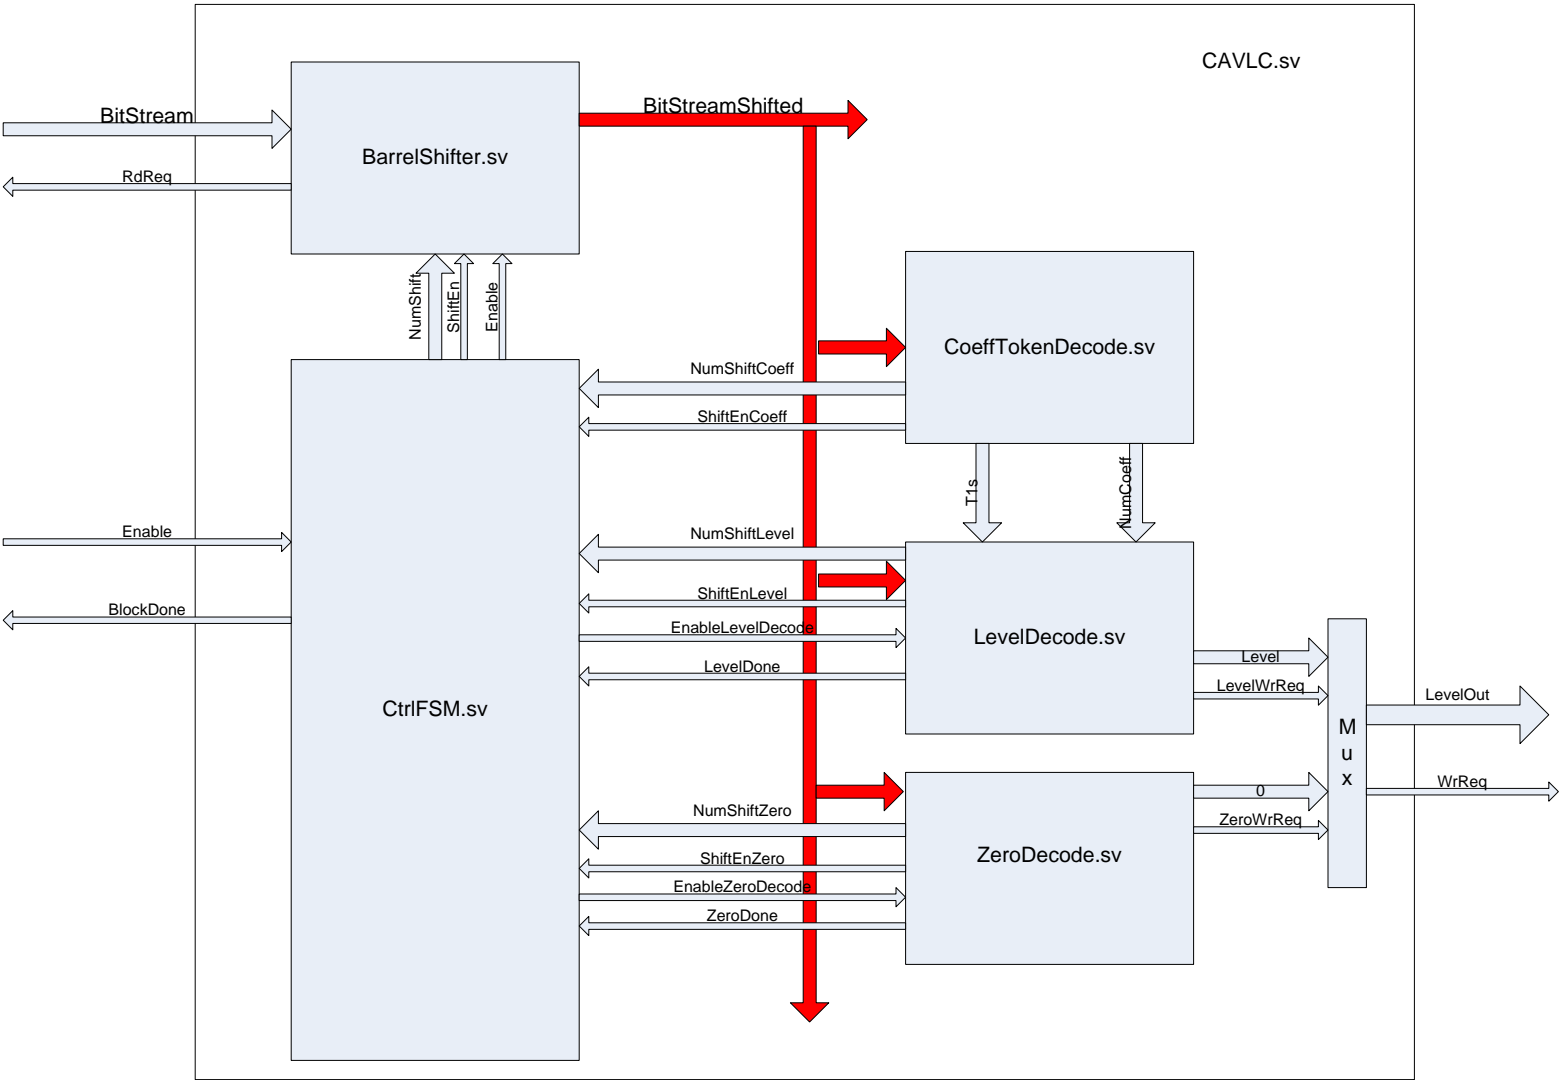 CAVLC.sv
BitStream
BitStreamShifted
BarrelShifter.sv
RdReq
NumShift
ShiftEn
Enable
CoeffTokenDecode.sv
NumShiftCoeff
ShiftEnCoeff
T1s
NumCoeff
Enable
NumShiftLevel
ShiftEnLevel
BlockDone
EnableLevelDecode
LevelDecode.sv
Level
LevelDone
LevelWrReq
LevelOut
CtrlFSM.sv
M
u
x
WrReq
0
NumShiftZero
ZeroWrReq
ZeroDecode.sv
ShiftEnZero
EnableZeroDecode
ZeroDone